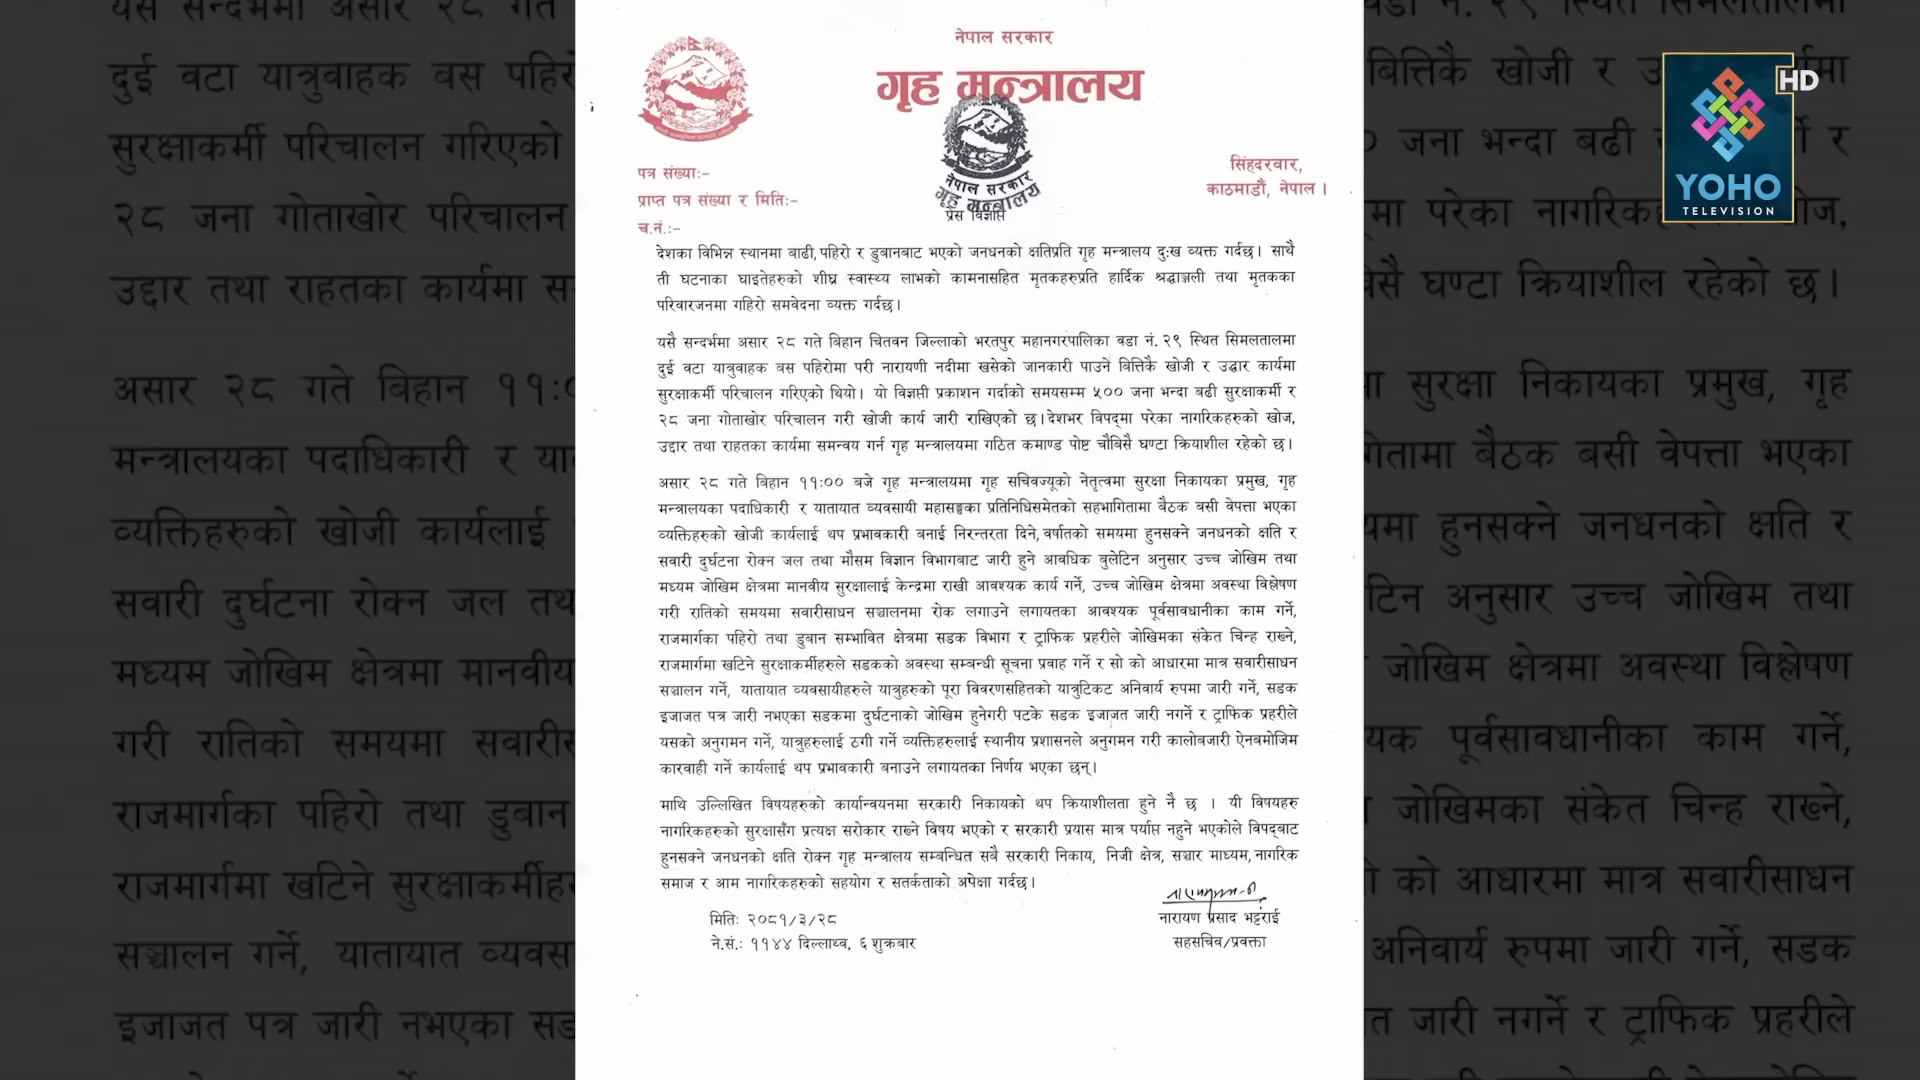 नेपाल सरकार
गृह मन्त्रालय
नेपाल सरकार
गृह मन्त्रालय
सिंहदरवार,
काठमाडौं, नेपाल ।
पत्र संख्याः-
प्राप्त पत्र संख्या र मितिः-
च.नं.:-
प्रेस विज्ञप्ति
देशका विभिन्न स्थानमा बाढी, पहिरो र डुबानबाट भएको जनधनको क्षतिप्रति गृह मन्त्रालय दुःख व्यक्त गर्दछ। साथै
ती घटनाका घाइतेहरुको शीघ्र स्वास्थ्य लाभको कामनासहित मृतकहरुप्रति हार्दिक श्रद्धाञ्जली तथा मृतकका
परिवारजनमा गहिरो समवेदना व्यक्त गर्दछ।
यसै सन्दर्भमा असार २८ गते बिहान चितवन जिल्लाको भरतपुर महानगरपालिका वडा नं. २९ स्थित सिमलतालमा
दुई वटा यात्रुवाहक बस पहिरोमा परी नारायणी नदीमा खसेको जानकारी पाउने बित्तिकै खोजी र उद्धार कार्यमा
सुरक्षाकर्मी परिचालन गरिएको थियो। यो विज्ञप्ती प्रकाशन गर्दाको समयसम्म ५०० जना भन्दा बढी सुरक्षाकर्मी र
२८ जना गोताखोर परिचालन गरी खोजी कार्य जारी राखिएको छ। देशभर विपद्‌मा परेका नागरिकहरुको खोज,
उद्दार तथा राहतका कार्यमा समन्वय गर्न गृह मन्त्रालयमा गठित कमाण्ड पोष्ट चौबिसै घण्टा क्रियाशील रहेको छ।
असार २८ गते बिहान ११:०० बजे गृह मन्त्रालयमा गृह सचिवज्यूको नेतृत्वमा सुरक्षा निकायका प्रमुख, गृह
मन्त्रालयका पदाधिकारी र यातायात व्यवसायी महासङ्घका प्रतिनिधिसमेतको सहभागितामा बैठक बसी वेपत्ता भएका
व्यक्तिहरुको खोजी कार्यलाई थप प्रभावकारी बनाई निरन्तरता दिने, वर्षातको समयमा हुनसक्ने जनधनको क्षति र
सवारी दुर्घटना रोक्न जल तथा मौसम विज्ञान विभागबाट जारी हुने आवधिक बुलेटिन अनुसार उच्च जोखिम तथा
मध्यम जोखिम क्षेत्रमा मानवीय सुरक्षालाई केन्द्रमा राखी आवश्यक कार्य गर्ने, उच्च जोखिम क्षेत्रमा अवस्था विश्लेषण
गरी रातिको समयमा सवारीसाधन सञ्चालनमा रोक लगाउने लगायतका आवश्यक पूर्वसावधानीका काम गर्ने,
राजमार्गका पहिरो तथा डुबान सम्भावित क्षेत्रमा सडक विभाग र ट्राफिक प्रहरीले जोखिमका संकेत चिन्ह राख्ने,
राजमार्गमा खटिने सुरक्षाकर्मीहरुले सडकको अवस्था सम्बन्धी सूचना प्रवाह गर्ने र सो को आधारमा मात्र सवारीसाधन
सञ्चालन गर्ने, यातायात व्यवसायीहरुले यात्रुहरुको पूरा विवरणसहितको यात्रुटिकट अनिवार्य रुपमा जारी गर्ने, सडक
इजाजत पत्र जारी नभएका सडकमा दुर्घटनाको जोखिम हुनेगरी पटके सडक इजाजत जारी नगर्ने र ट्राफिक प्रहरीले
यसको अनुगमन गर्ने, यात्रुहरुलाई ठगी गर्ने व्यक्तिहरुलाई स्थानीय प्रशासनले अनुगमन गरी कालोबजारी ऐनबमोजिम
कारवाही गर्ने कार्यलाई थप प्रभावकारी बनाउने लगायतका निर्णय भएका छन्।
माथि उल्लिखित विषयहरुको कार्यान्वयनमा सरकारी निकायको थप क्रियाशीलता हुने नै छ । यी विषयहरु
नागरिकहरुको सुरक्षासँग प्रत्यक्ष सरोकार राख्ने विषय भएको र सरकारी प्रयास मात्र पर्याप्त नहुने भएकोले विपद्‌बाट
हुनसक्ने जनधनको क्षति रोक्न गृह मन्त्रालय सम्बन्धित सबै सरकारी निकाय, निजी क्षेत्र, सञ्चार माध्यम, नागरिक
समाज र आम नागरिकहरुको सहयोग र सतर्कताको अपेक्षा गर्दछ।
मितिः २०८१/३/२८
ने.सं.: ११४४ दिल्लाथ्व, ६ शुक्रबार
नारायण प्रसाद भट्टराई
सहसचिव/प्रवक्ता
YOHO
TELEVISION
HD